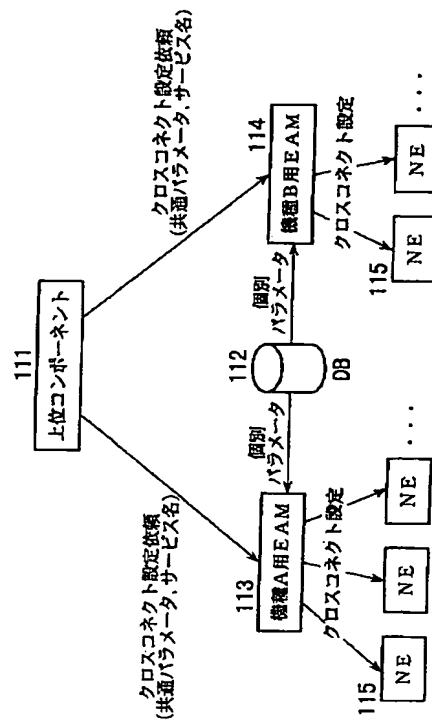 111
上位コンポーネント
クロスコネクト設定依頼
(共通パラメータ,サービス名)
クロスコネクト設定依頼
(共通パラメータ,サービス名)
113
機種A用EAM
個別
パラメータ
112
DB
個別
パラメータ
114
機種B用EAM
クロスコネクト設定
クロスコネクト設定
115
NE
NE
NE
...
115
NE
NE
...